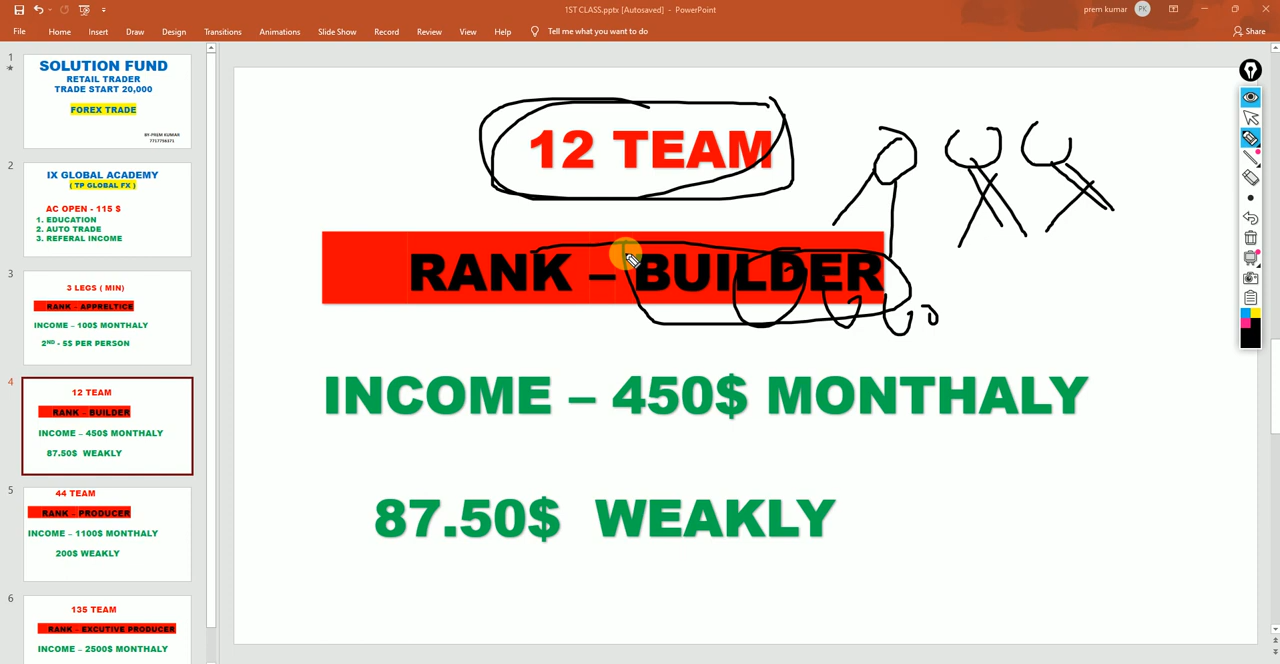 1ST CLASS.pptx [Autosaved] - PowerPoint
prem kumar
PK
File Home Insert Draw Design Transitions Animations Slide Show Record Review View Help Tell me what you want to do
Share
1
SOLUTION FUND
RETAIL TRADER
TRADE START 20,000
FOREX TRADE
BY-PREM KUMAR
7717756371
2
IX GLOBAL ACADEMY
( TP GLOBAL FX )
AC OPEN - 115 $
1. EDUCATION
2. AUTO TRADE
3. REFERAL INCOME
3
3 LEGS ( MIN)
RANK – APPRELTICE
INCOME – 100$ MONTHALY
2ND - 5$ PER PERSON
4
12 TEAM
RANK – BUILDER
INCOME – 450$ MONTHALY
87.50$ WEAKLY
5
44 TEAM
RANK – PRODUCER
INCOME – 1100$ MONTHALY
200$ WEAKLY
6
135 TEAM
RANK – EXCUTIVE PRODUCER
INCOME – 2500$ MONTHALY
12 TEAM
RANK – BUILDER
INCOME – 450$ MONTHALY
87.50$ WEAKLY